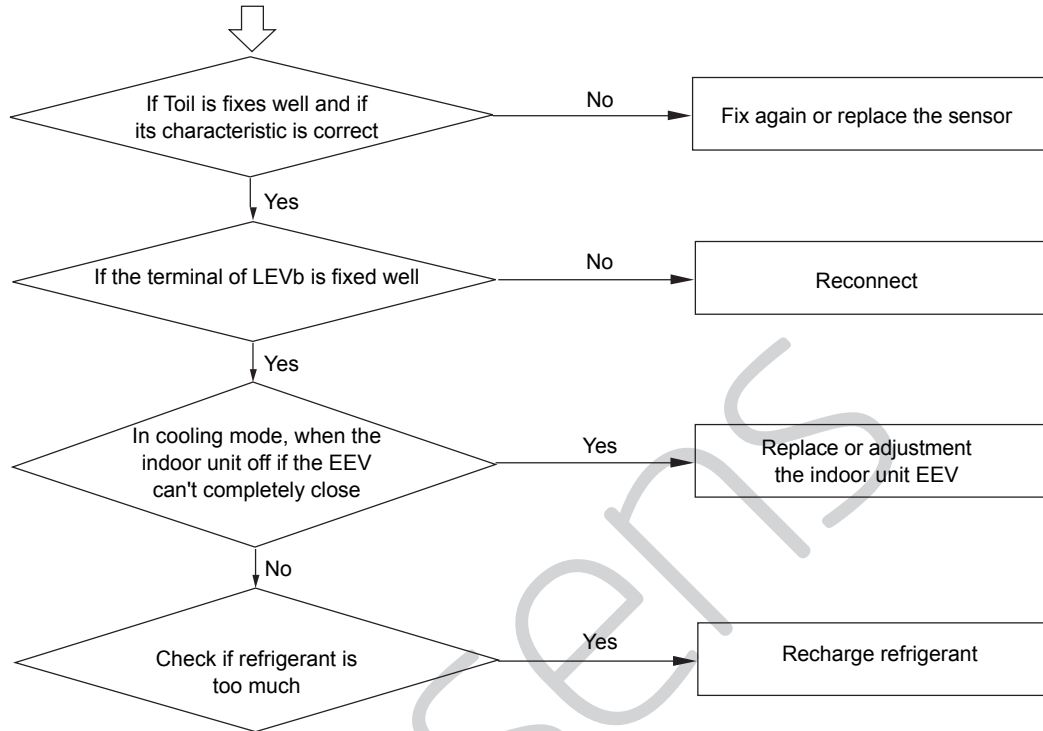 If Toil is fixes well and if
its characteristic is correct
No
Fix again or replace the sensor
Yes
If the terminal of LEVb is fixed well
No
Reconnect
Yes
In cooling mode, when the
indoor unit off if the EEV
can't completely close
Yes
Replace or adjustment
the indoor unit EEV
No
Check if refrigerant is
too much
Yes
Recharge refrigerant
sens